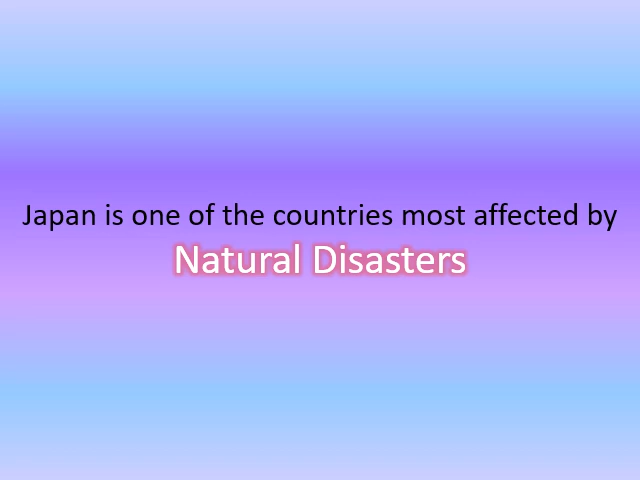 Japan is one of the countries most affected by
Natural Disasters